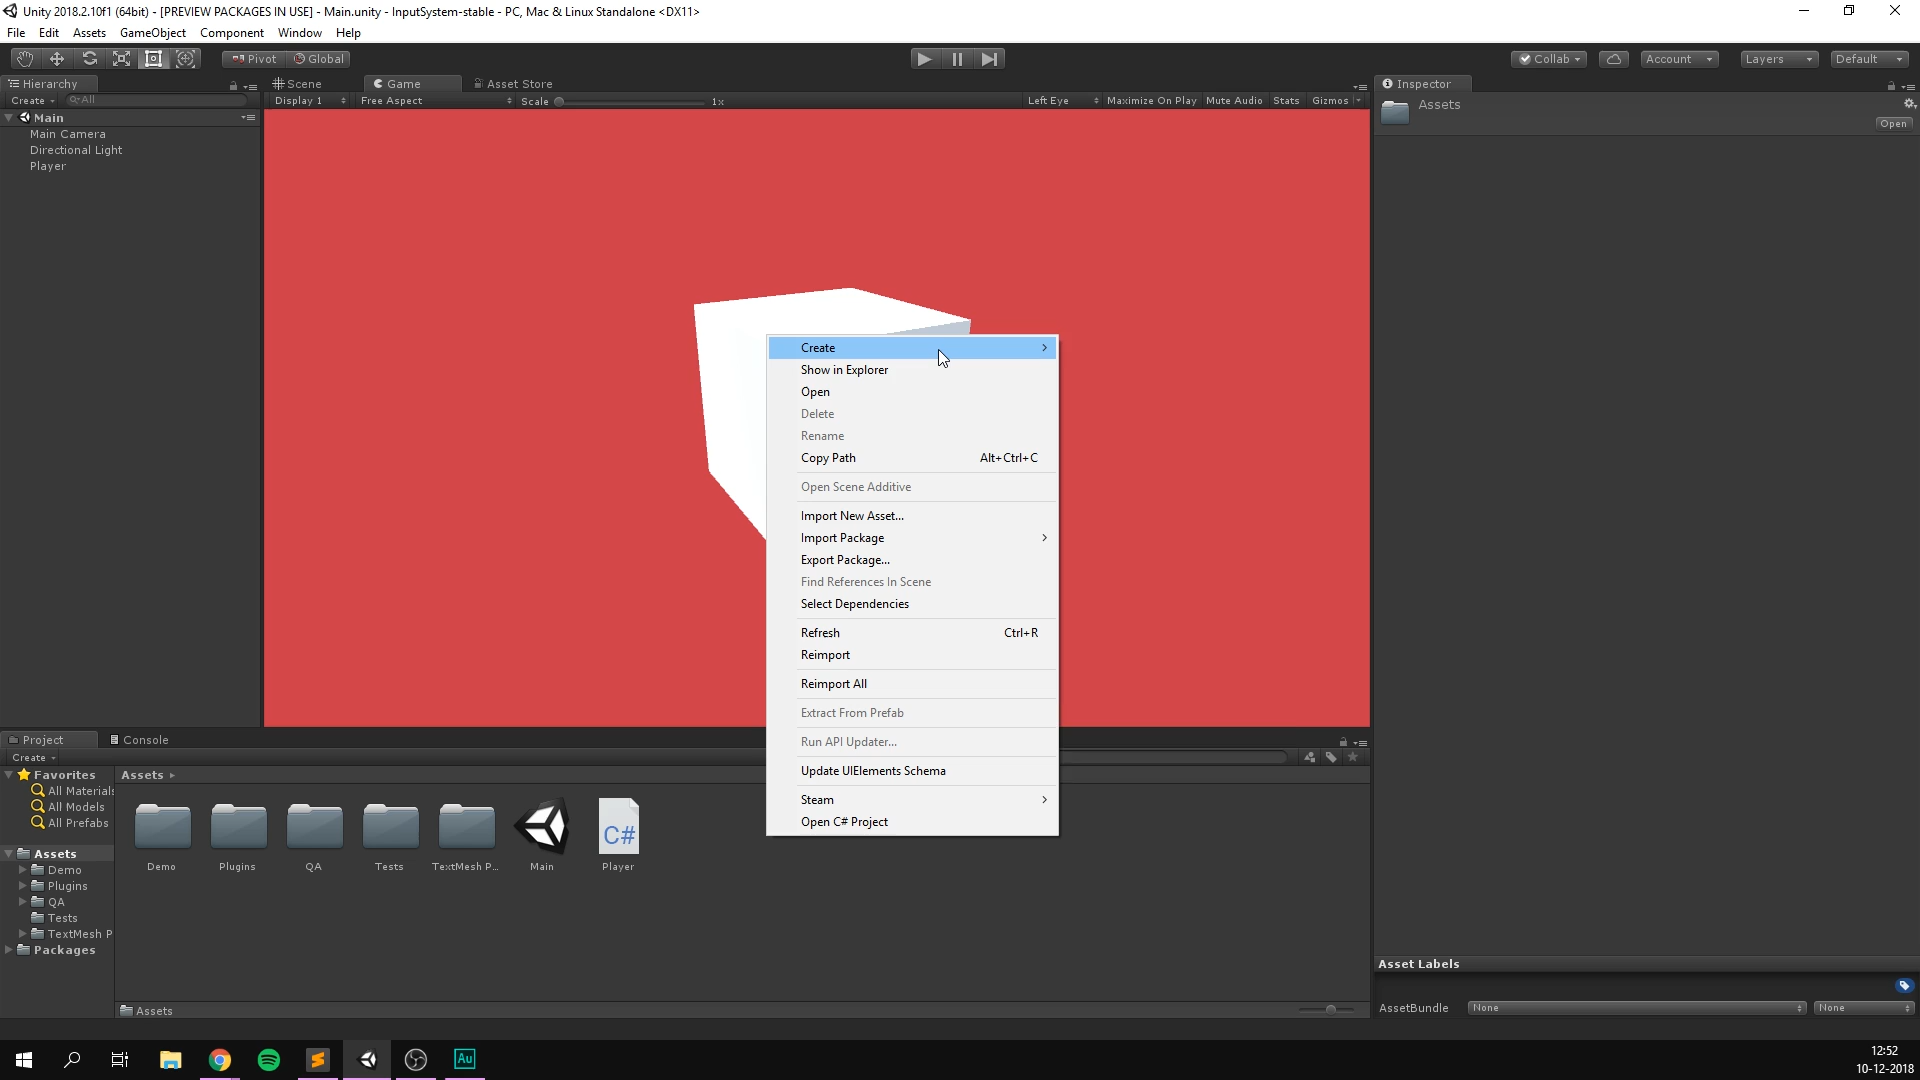 Unity 2018.2.10f1 (64bit) - [PREVIEW PACKAGES IN USE] - Main.unity - InputSystem-stable - PC, Mac & Linux Standalone <DX11>
File Edit Assets GameObject Component Window Help
Pivot Global Collab Account Layers Default
Hierarchy Scene Game Asset Store Inspector
Create All Display 1 Free Aspect Scale 1x Left Eye Maximize On Play Mute Audio Stats Gizmos Assets
Open
Main
Main Camera
Directional Light
Player
Create
Show in Explorer
Open
Delete
Rename
Copy Path Alt+Ctrl+C
Open Scene Additive
Import New Asset...
Import Package
Export Package...
Find References In Scene
Select Dependencies
Refresh Ctrl+R
Reimport
Reimport All
Extract From Prefab
Run API Updater...
Update UIElements Schema
Steam
Open C# Project
Project Console
Create
Favorites Assets
All Materials
All Models
All Prefabs
Assets
Demo
Plugins
QA
Tests
TextMesh P
Packages
C#
Demo Plugins QA Tests TextMesh P... Main Player
Assets
Asset Labels
AssetBundle None None
Au
12:52
10-12-2018